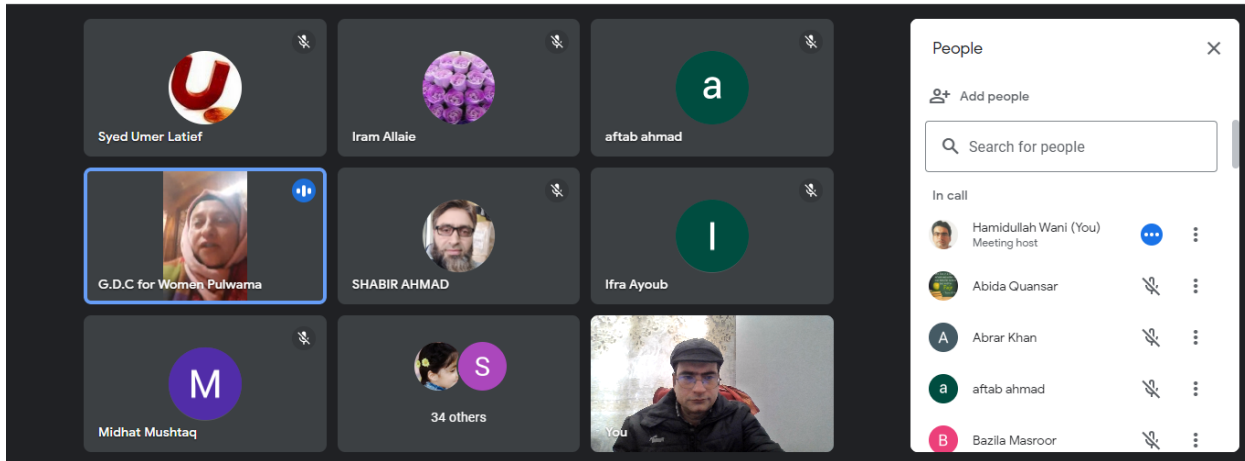 Syed Umer Latief
Iram Allaie
a
aftab ahmad
G.D.C for Women Pulwama
SHABIR AHMAD
I
Ifra Ayoub
M
Midhat Mushtaq
S
34 others
You
People
Add people
Search for people
In call
Hamidullah Wani (You)
Meeting host
Abida Quansar
A
Abrar Khan
a
aftab ahmad
B
Bazila Masroor